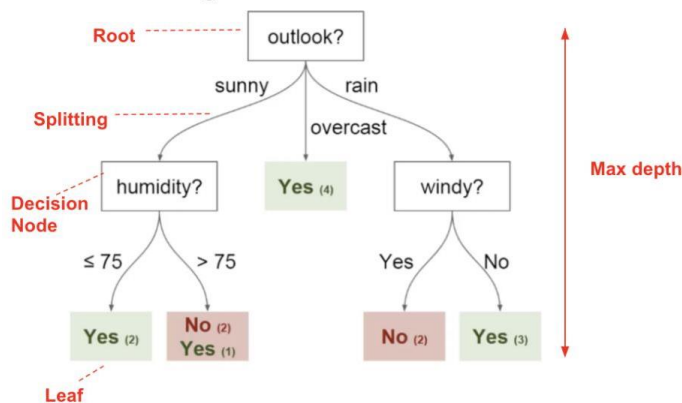 Root
outlook?
sunny
rain
Splitting
overcast
Max depth
humidity?
Yes (4)
windy?
Decision
Node
≤ 75
> 75
Yes
No
Yes (2)
No (2)
Yes (1)
No (2)
Yes (3)
Leaf